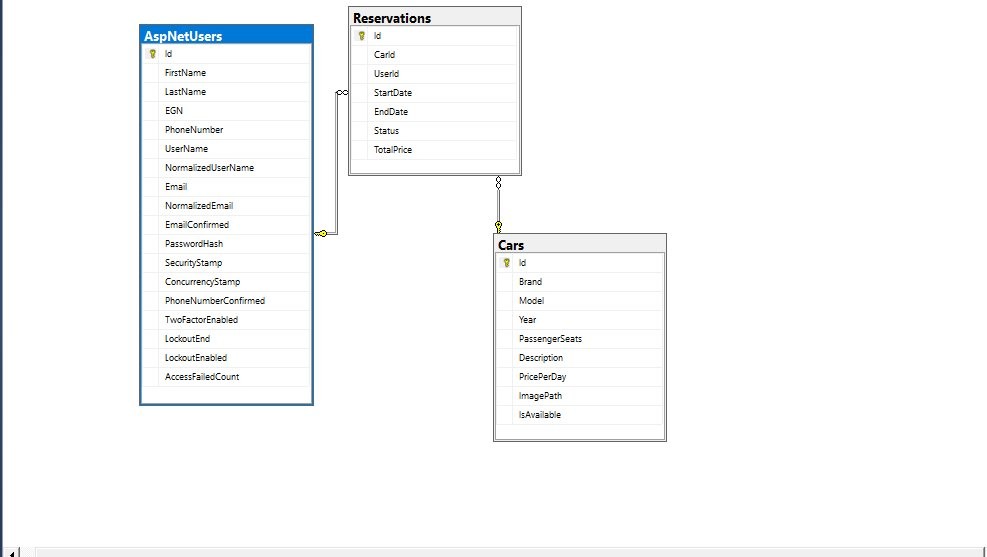 AspNetUsers
Id
FirstName
LastName
EGN
PhoneNumber
UserName
NormalizedUserName
Email
NormalizedEmail
EmailConfirmed
PasswordHash
SecurityStamp
ConcurrencyStamp
PhoneNumberConfirmed
TwoFactorEnabled
LockoutEnd
LockoutEnabled
AccessFailedCount
Reservations
Id
CarId
UserId
StartDate
EndDate
Status
TotalPrice
Cars
Id
Brand
Model
Year
PassengerSeats
Description
PricePerDay
ImagePath
IsAvailable